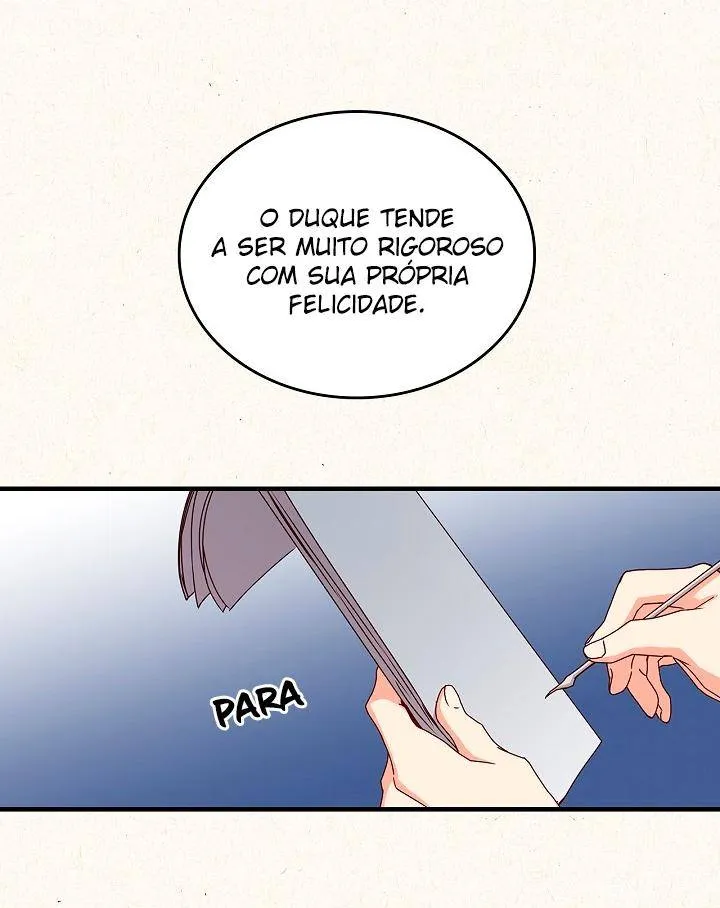 O DUQUE TENDE
A SER MUITO RIGOROSO
COM SUA PRÓPRIA
FELICIDADE.
PARA